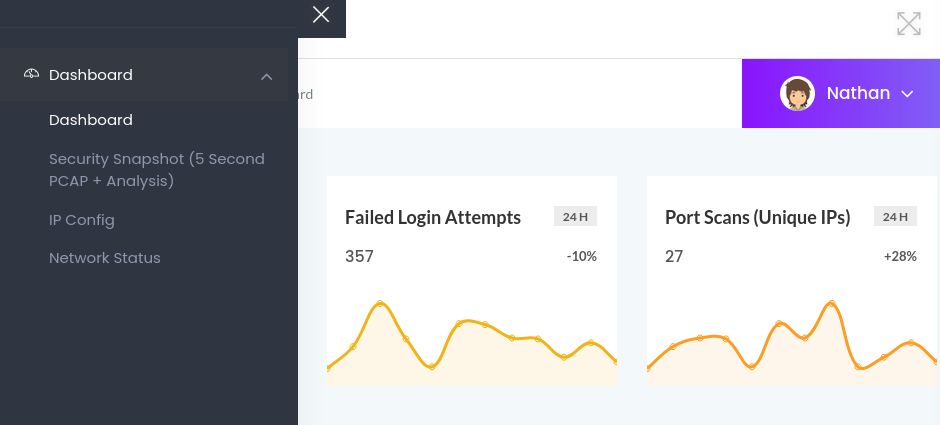 Dashboard
Dashboard
Security Snapshot (5 Second
PCAP + Analysis)
IP Config
Network Status
Nathan
Failed Login Attempts
24 H
357
-10%
Port Scans (Unique IPs)
24 H
27
+28%